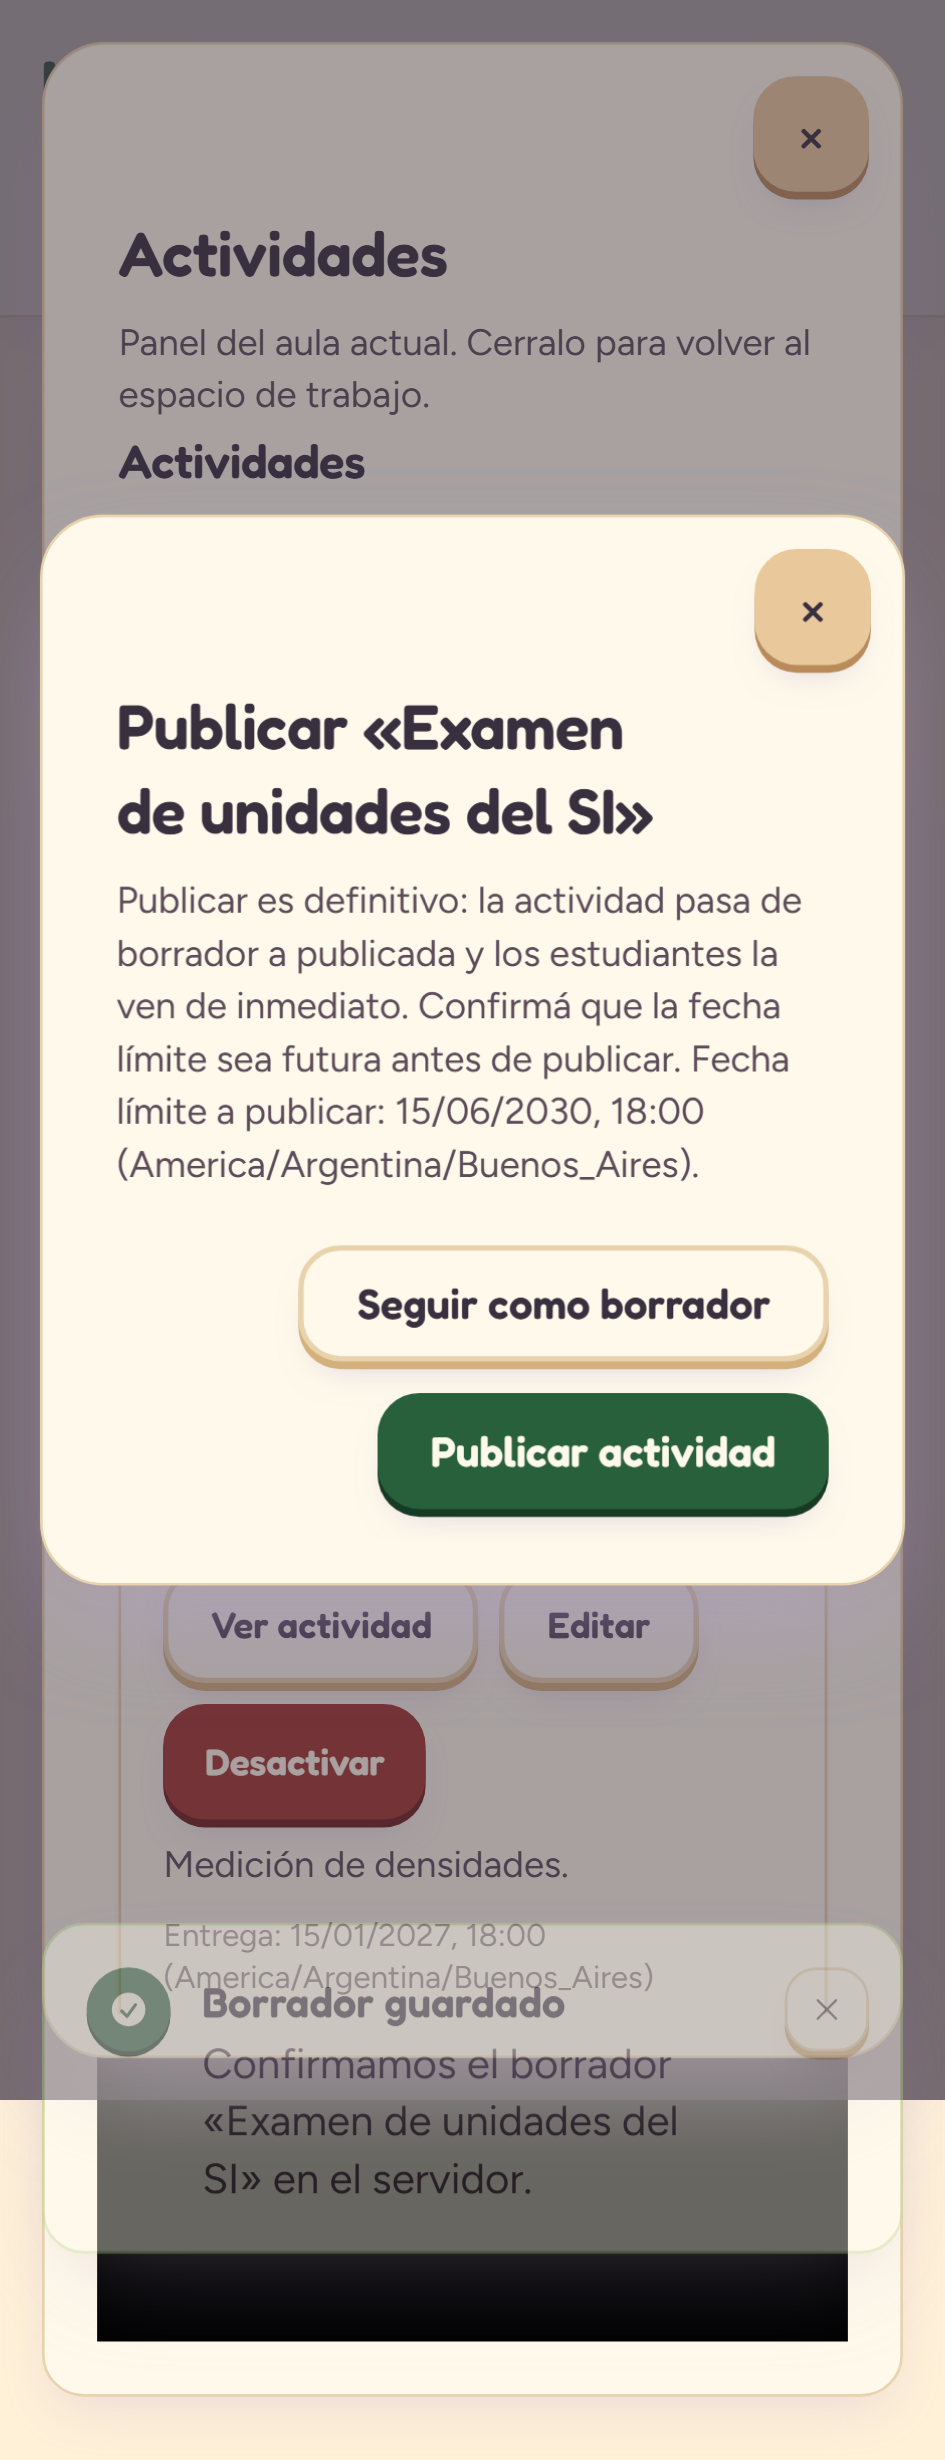 Actividades
Panel del aula actual. Cerralo para volver al
espacio de trabajo.
Actividades
Publicar «Examen
de unidades del SI»
Publicar es definitivo: la actividad pasa de
borrador a publicada y los estudiantes la
ven de inmediato. Confirmá que la fecha
límite sea futura antes de publicar. Fecha
límite a publicar: 15/06/2030, 18:00
(America/Argentina/Buenos_Aires).
Seguir como borrador
Publicar actividad
Ver actividad Editar
Desactivar
Medición de densidades.
Entrega: 15/01/2027, 18:00
(America/Argentina/Buenos_Aires)
Borrador guardado
Confirmamos el borrador
«Examen de unidades del
SI» en el servidor.